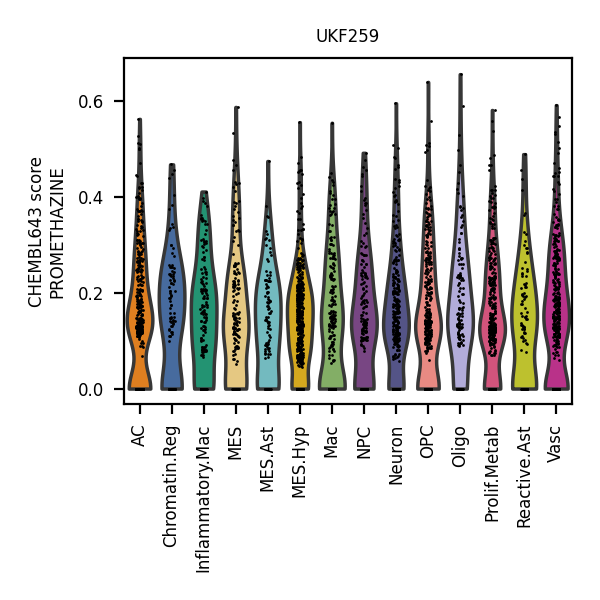 UKF259
CHEMBL643 score
PROMETHAZINE
0.6
0.4
0.2
0.0
AC
Chromatin.Reg
Inflammatory.Mac
MES
MES.Ast
MES.Hyp
Mac
NPC
Neuron
OPC
Oligo
Prolif.Metab
Reactive.Ast
Vasc